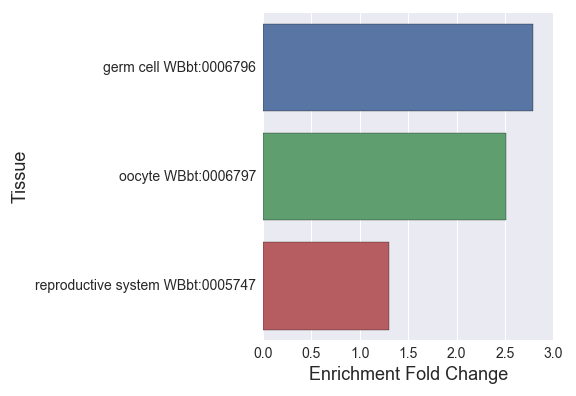 germ cell WBbt:0006796
oocyte WBbt:0006797
reproductive system WBbt:0005747
Tissue
0.0 0.5 1.0 1.5 2.0 2.5 3.0
Enrichment Fold Change